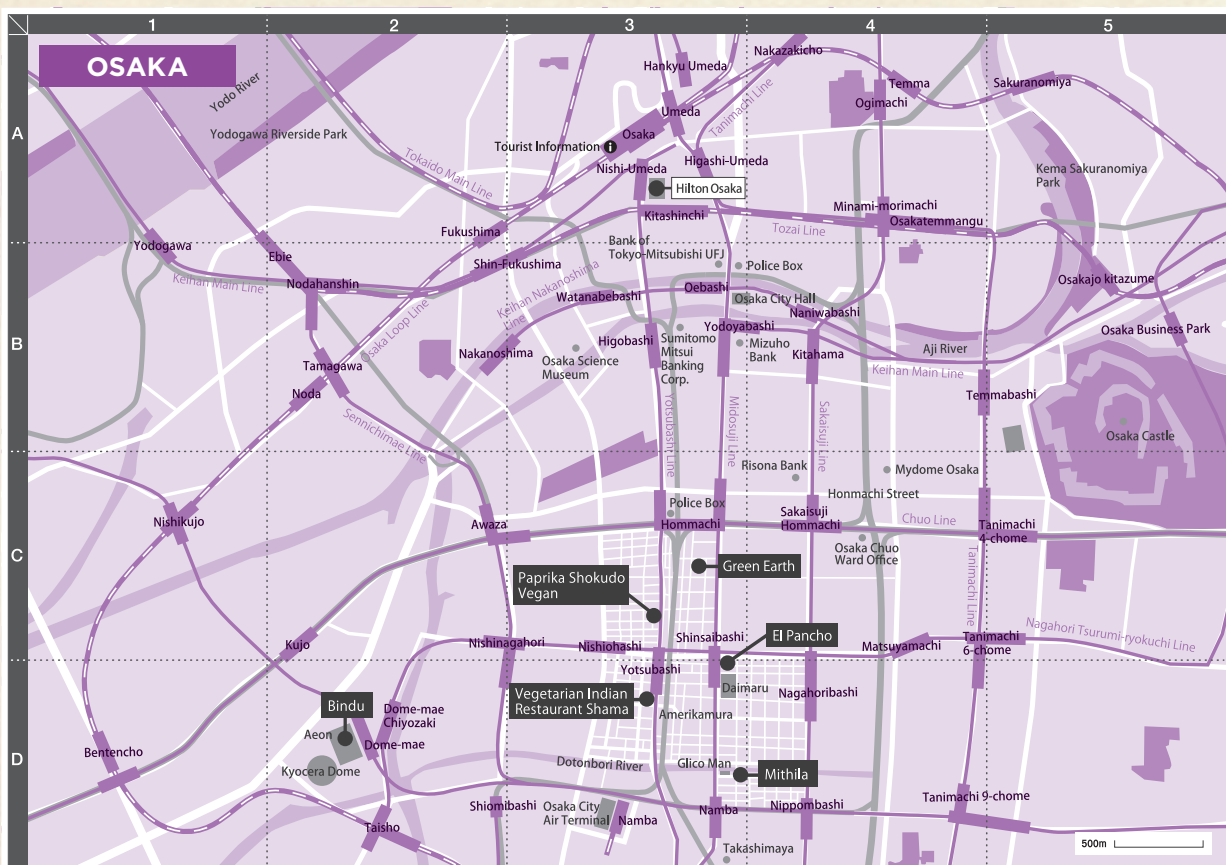 1
2
3
4
5
OSAKA
A
B
C
D
Yodo River
Yodogawa Riverside Park
Tokaido Main Line
Hankyu Umeda
Nakazakicho
Temma
Sakuranomiya
Ogimachi
Umeda
Tanimachi Line
Osaka
Tourist Information i
Nishi-Umeda
Higashi-Umeda
Hilton Osaka
Kema Sakuranomiya
Park
Kitashinchi
Minami-morimachi
Osakatemmangu
Tozai Line
Fukushima
Yodogawa
Ebie
Bank of
Tokyo-Mitsubishi UFJ
Police Box
Shin-Fukushima
Keihan Main Line
Nodahanshin
Keihan Nakanoshima
Line
Watanabebashi
Oebashi
Osaka City Hall
Naniwabashi
Osakajo kitazume
Osaka Loop Line
Yodoyabashi
Osaka Business Park
Higobashi
Sumitomo
Mitsui
Banking
Corp.
Mizuho
Bank
Kitahama
Aji River
Nakanoshima
Osaka Science
Museum
Tamagawa
Keihan Main Line
Noda
Temmabashi
Sennichimae Line
Yotsubashi Line
Midosuji Line
Sakaisuji Line
Osaka Castle
Risona Bank
Mydome Osaka
Honmachi Street
Police Box
Nishikujo
Awaza
Hommachi
Sakaisuji
Hommachi
Chuo Line
Tanimachi
4-chome
Osaka Chuo
Ward Office
Green Earth
Paprika Shokudo
Vegan
Tanimachi Line
Nagahori Tsurumi-ryokuchi Line
Kujo
Nishinagahori
Nishiohashi
Shinsaibashi
El Pancho
Matsuyamachi
Tanimachi
6-chome
Yotsubashi
Daimaru
Nagahoribashi
Vegetarian Indian
Restaurant Shama
Amerikamura
Bindu
Aeon
Dome-mae
Chiyozaki
Dome-mae
Bentencho
Kyocera Dome
Dotonbori River
Glico Man
Mithila
Shiomibashi
Osaka City
Air Terminal
Namba
Namba
Nippombashi
Tanimachi 9-chome
Taisho
Takashimaya
500m